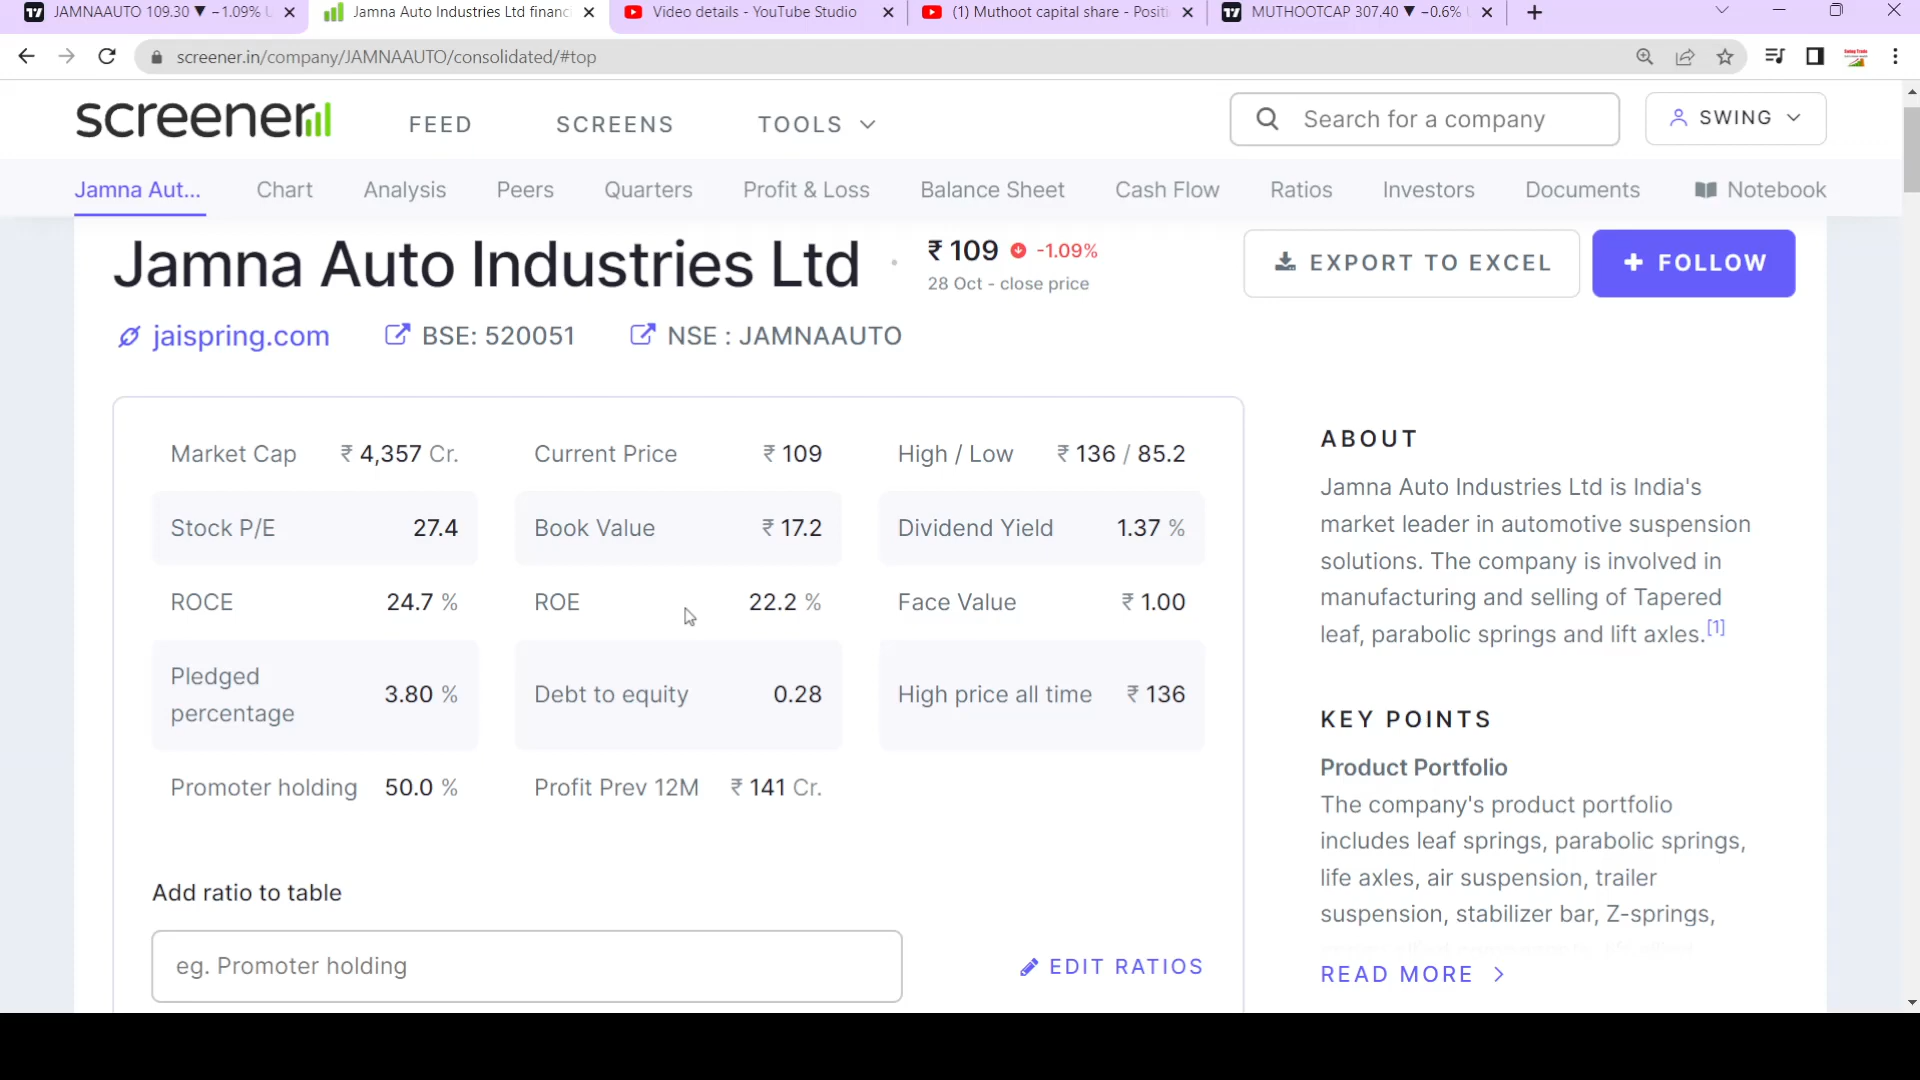 JAMNAAUTO 109.30 ▼ −1.09%
Jamna Auto Industries Ltd financi
Video details - YouTube Studio
(1) Muthoot capital share - Positi
MUTHOOTCAP 307.40 ▼ −0.6%
screener.in/company/JAMNAAUTO/consolidated/#top
screener
FEED
SCREENS
TOOLS
Search for a company
SWING
Jamna Aut...
Chart
Analysis
Peers
Quarters
Profit & Loss
Balance Sheet
Cash Flow
Ratios
Investors
Documents
Notebook
Jamna Auto Industries Ltd
₹ 109 -1.09%
28 Oct - close price
EXPORT TO EXCEL
+ FOLLOW
jaispring.com
BSE: 520051
NSE : JAMNAAUTO
Market Cap ₹ 4,357 Cr.
Current Price ₹ 109
High / Low ₹ 136 / 85.2
Stock P/E 27.4
Book Value ₹ 17.2
Dividend Yield 1.37 %
ROCE 24.7 %
ROE 22.2 %
Face Value ₹ 1.00
Pledged
percentage 3.80 %
Debt to equity 0.28
High price all time ₹ 136
Promoter holding 50.0 %
Profit Prev 12M ₹ 141 Cr.
Add ratio to table
eg. Promoter holding
EDIT RATIOS
ABOUT
Jamna Auto Industries Ltd is India's
market leader in automotive suspension
solutions. The company is involved in
manufacturing and selling of Tapered
leaf, parabolic springs and lift axles.[1]
KEY POINTS
Product Portfolio
The company's product portfolio
includes leaf springs, parabolic springs,
life axles, air suspension, trailer
suspension, stabilizer bar, Z-springs,
READ MORE >